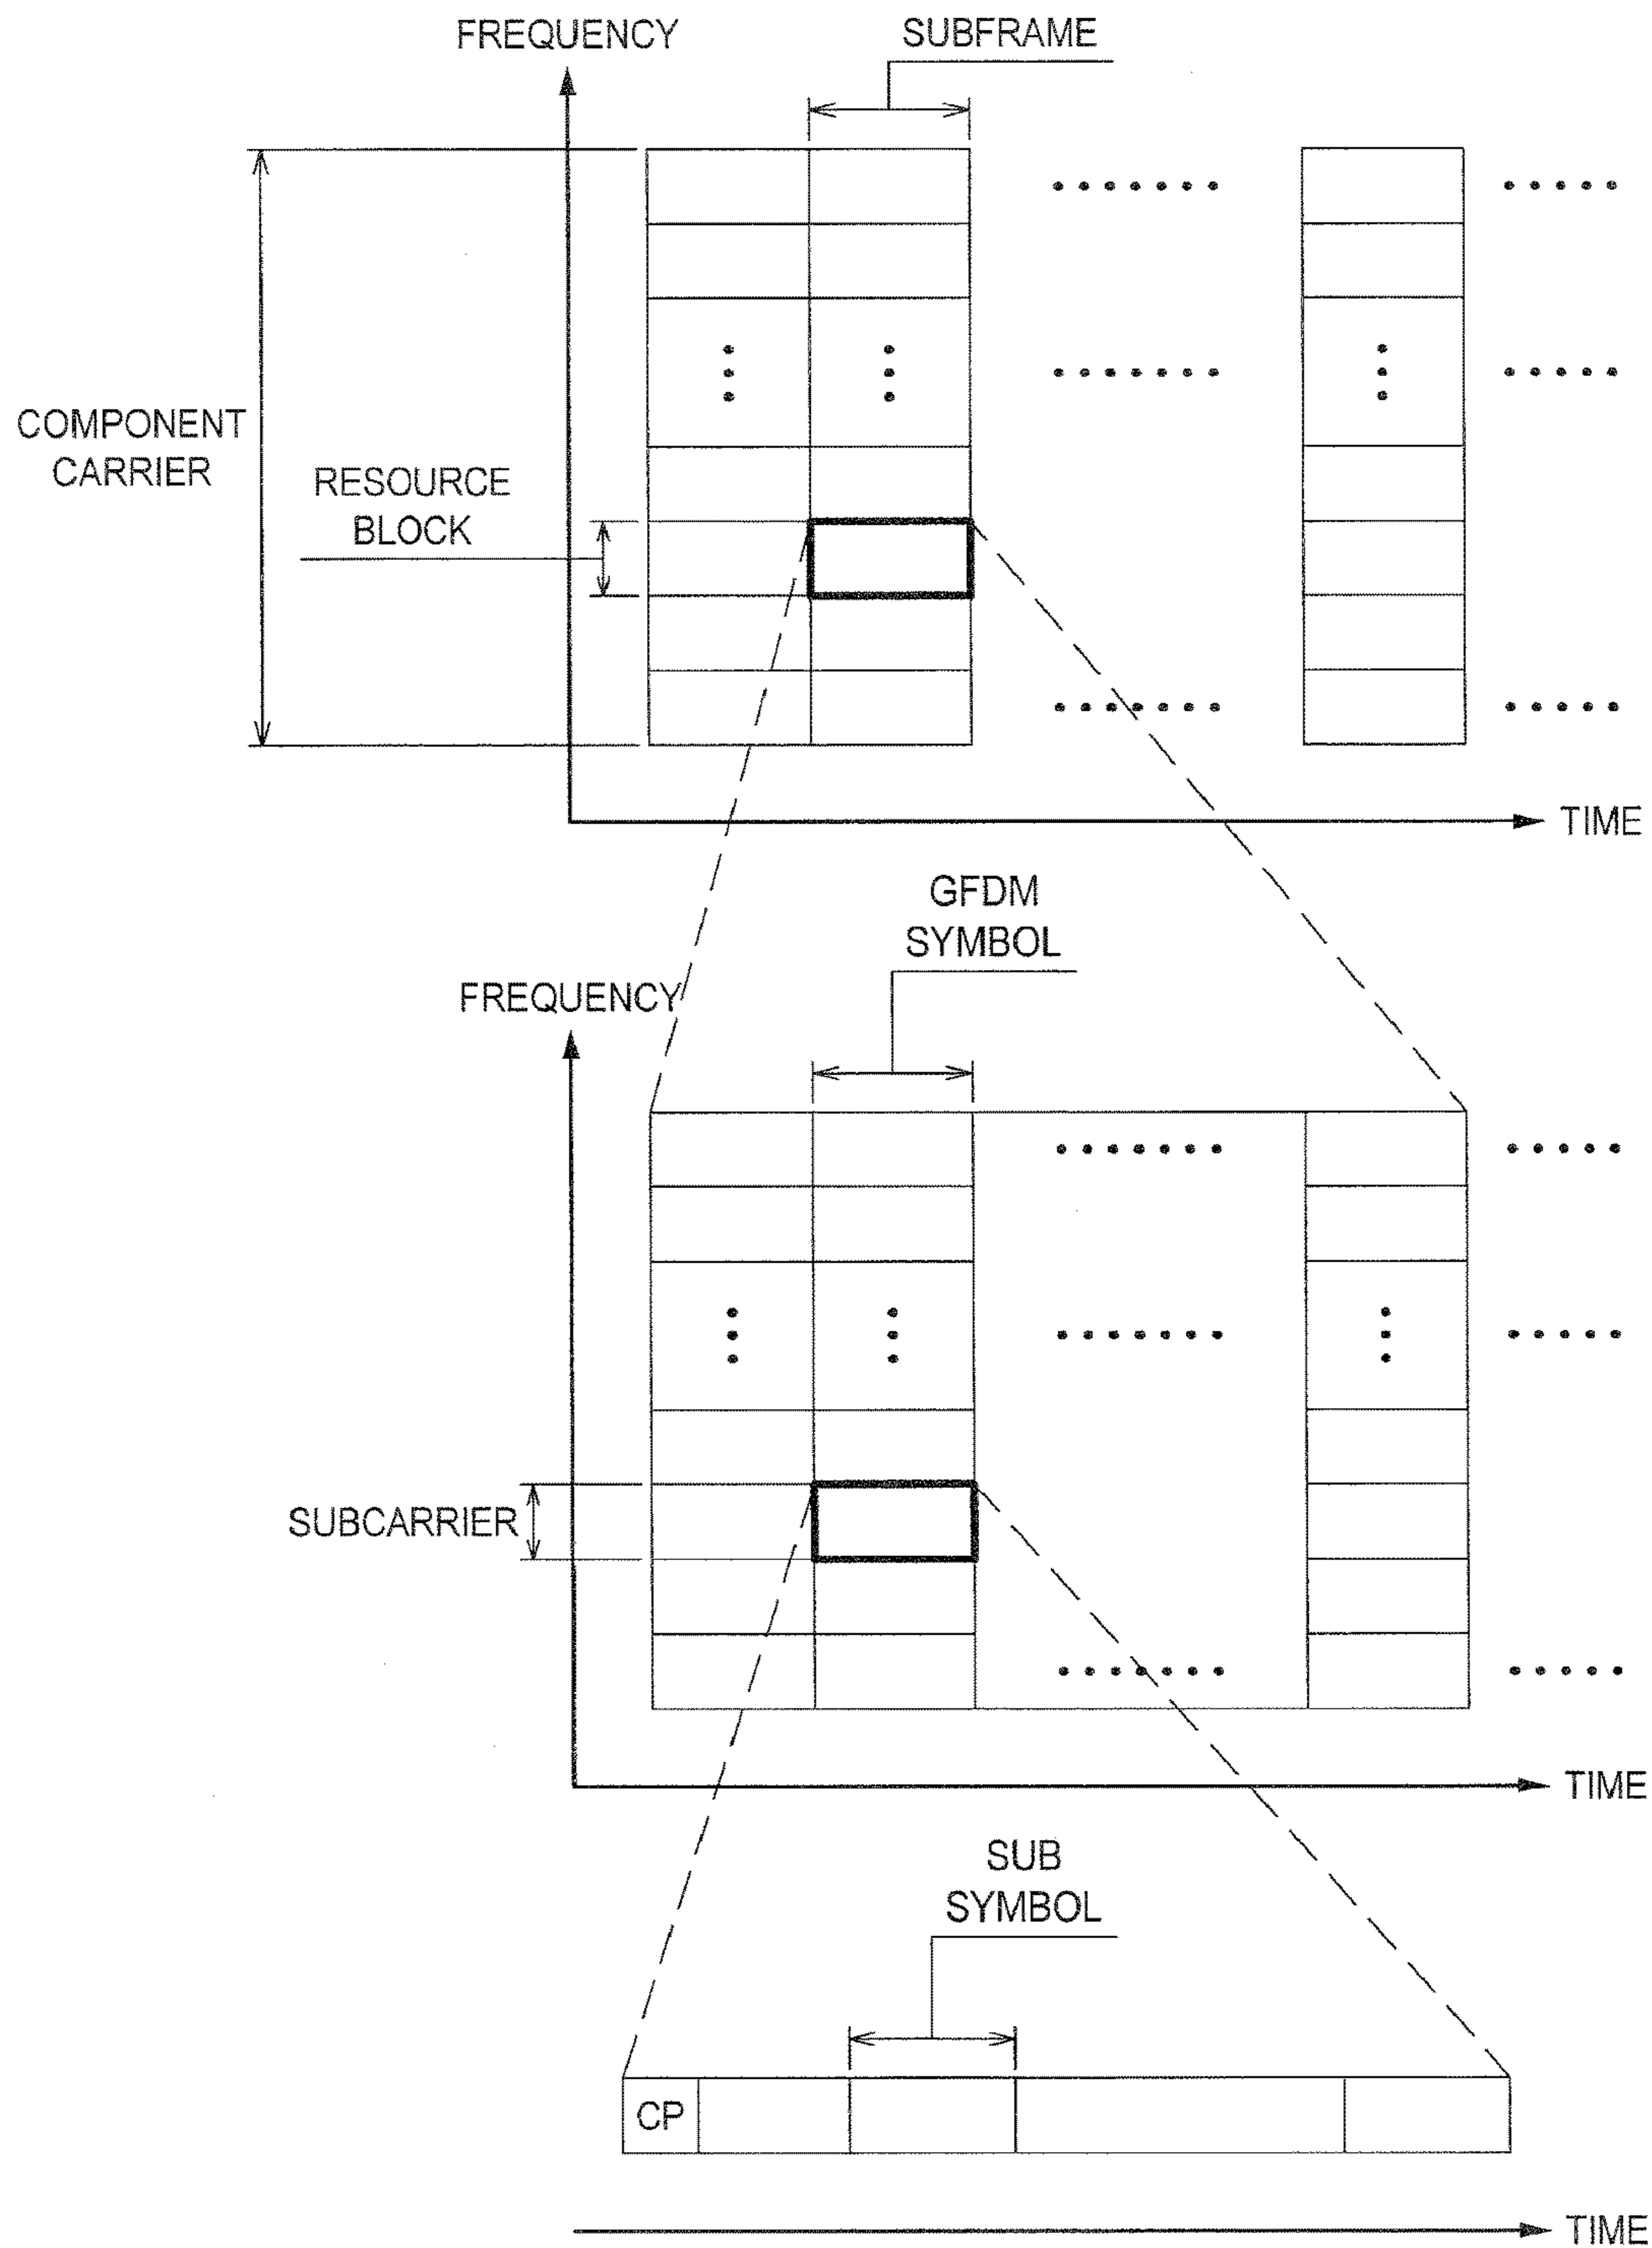 FREQUENCY
SUBFRAME
COMPONENT
CARRIER
RESOURCE
BLOCK
TIME
GFDM
SYMBOL
FREQUENCY
SUBCARRIER
TIME
SUB
SYMBOL
CP
TIME